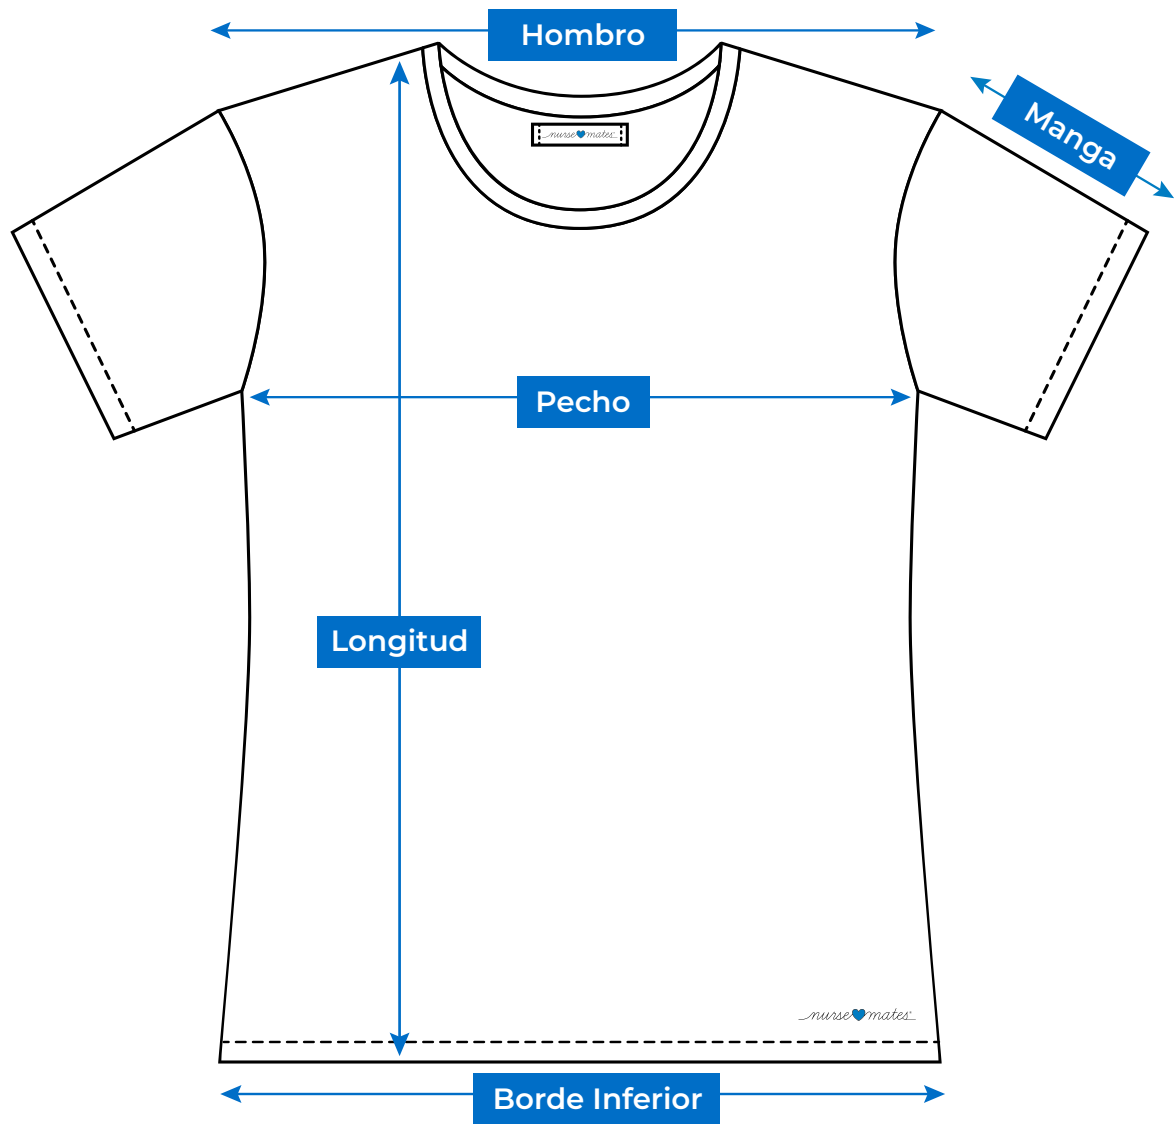 Hombro
Manga
nurse mates
Pecho
Longitud
nurse mates
Borde Inferior